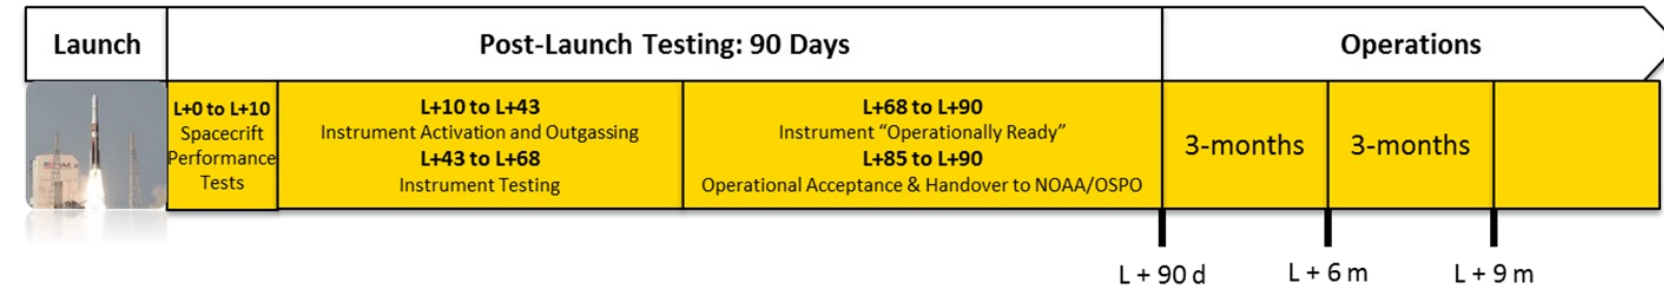 Launch
Post-Launch Testing: 90 Days
Operations
L+0 to L+10
Spacecrift
Performance
Tests
L+10 to L+43
Instrument Activation and Outgassing
L+43 to L+68
Instrument Testing
L+68 to L+90
Instrument “Operationally Ready”
L+85 to L+90
Operational Acceptance & Handover to NOAA/OSPO
3-months
3-months
L + 90 d
L + 6 m
L + 9 m